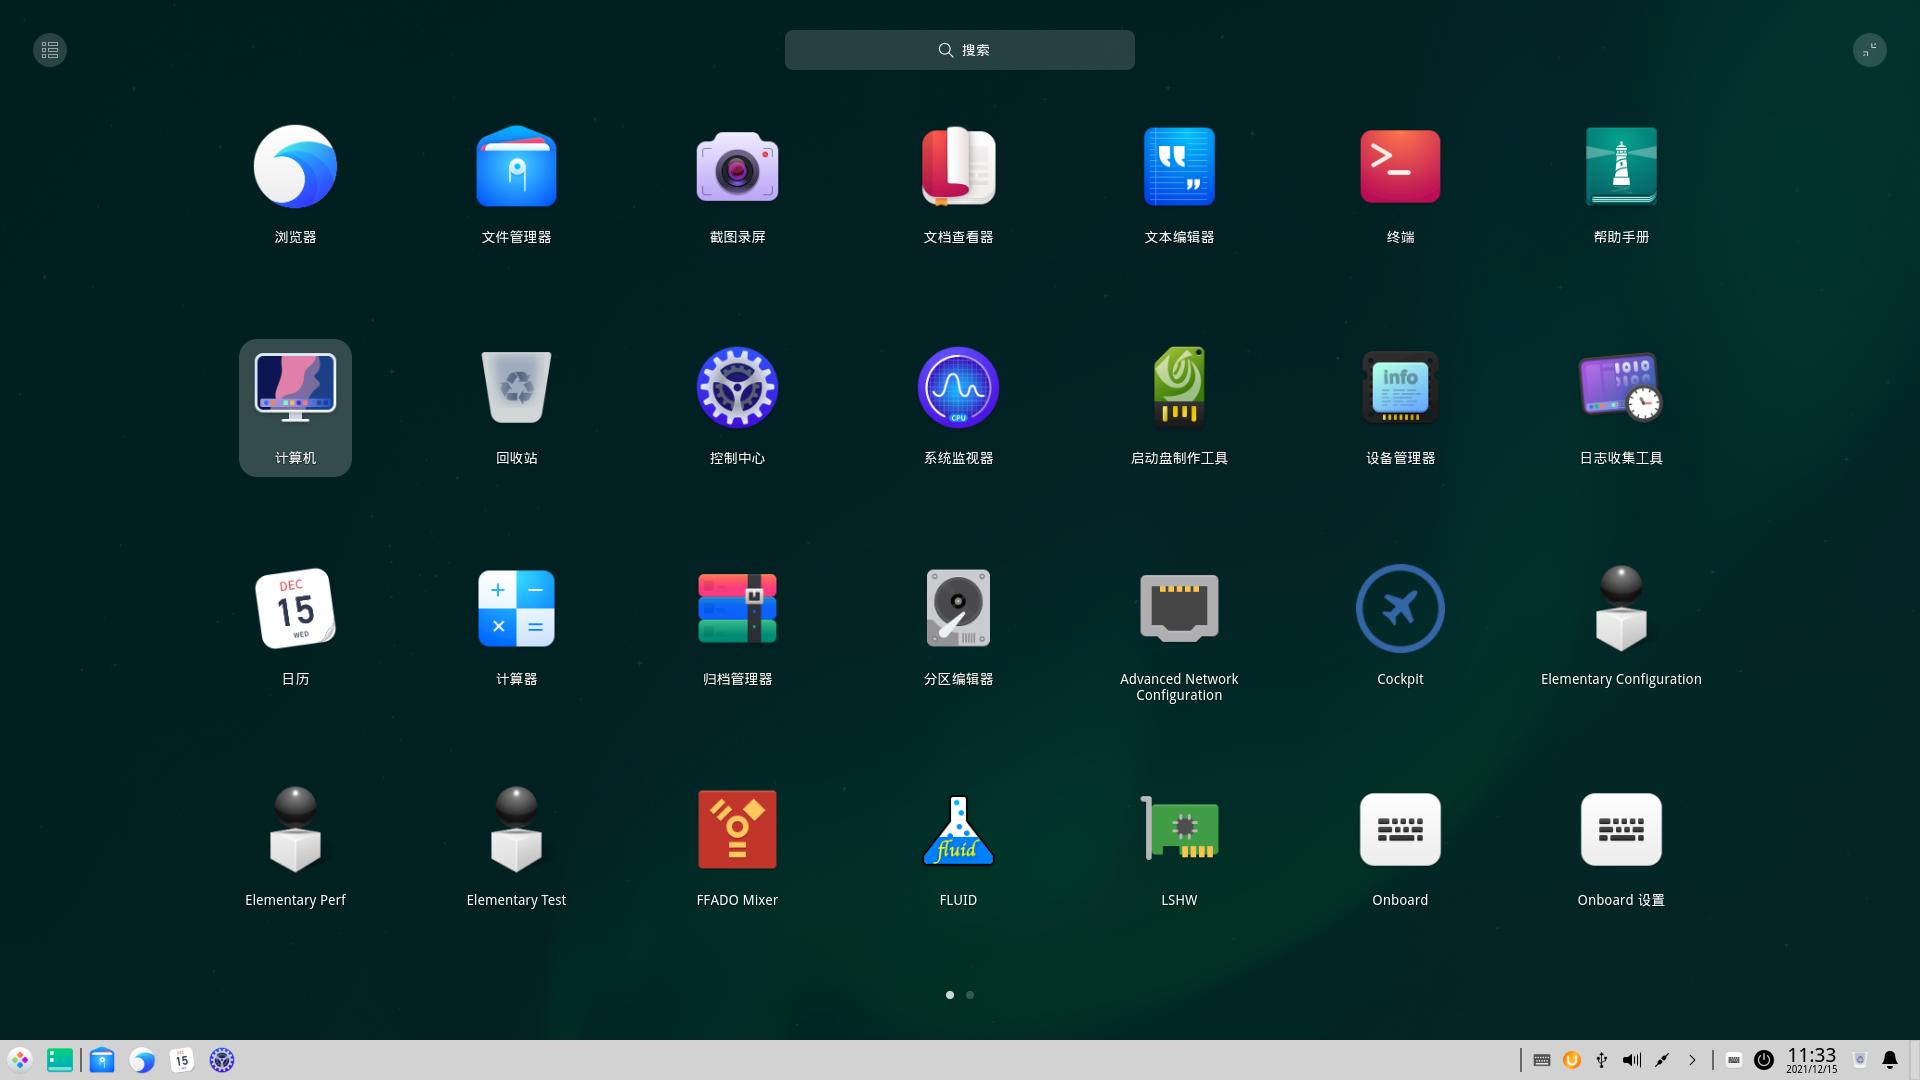 搜索
浏览器
文件管理器
截图录屏
文档查看器
文本编辑器
终端
帮助手册
info
CPU
计算机
回收站
控制中心
系统监视器
启动盘制作工具
设备管理器
日志收集工具
DEC
15
WED
日历
计算器
归档管理器
分区编辑器
Advanced Network
Configuration
Cockpit
Elementary Configuration
fluid
Elementary Perf
Elementary Test
FFADO Mixer
FLUID
LSHW
Onboard
Onboard 设置
15
11:33
2021/12/15